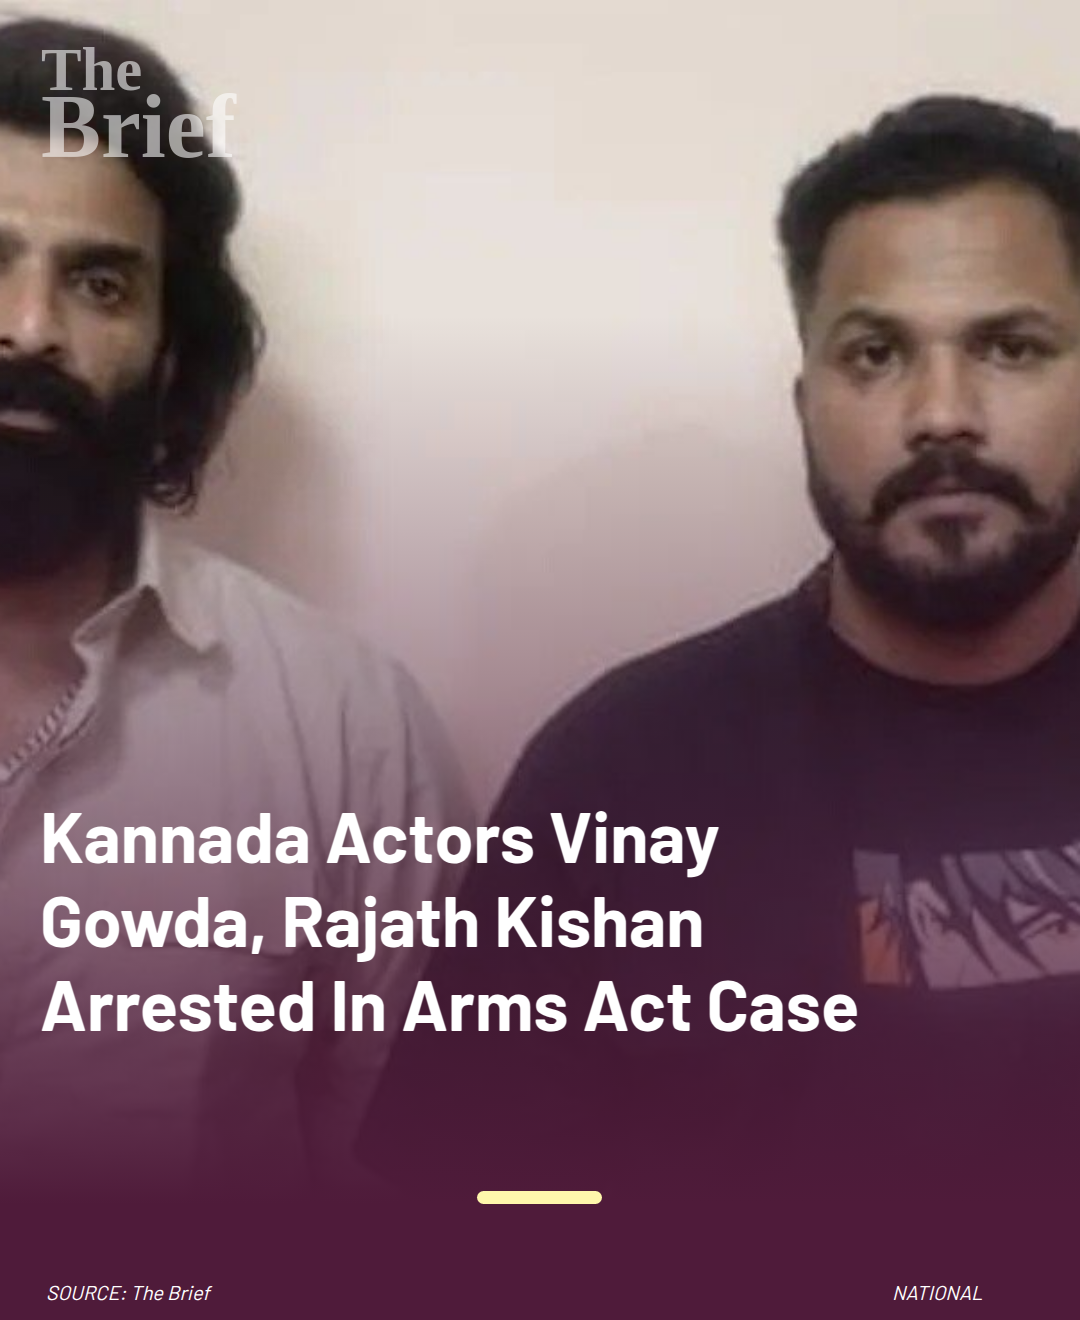 The
Brief
Kannada Actors Vinay
Gowda, Rajath Kishan
Arrested In Arms Act Case
SOURCE: The Brief
NATIONAL